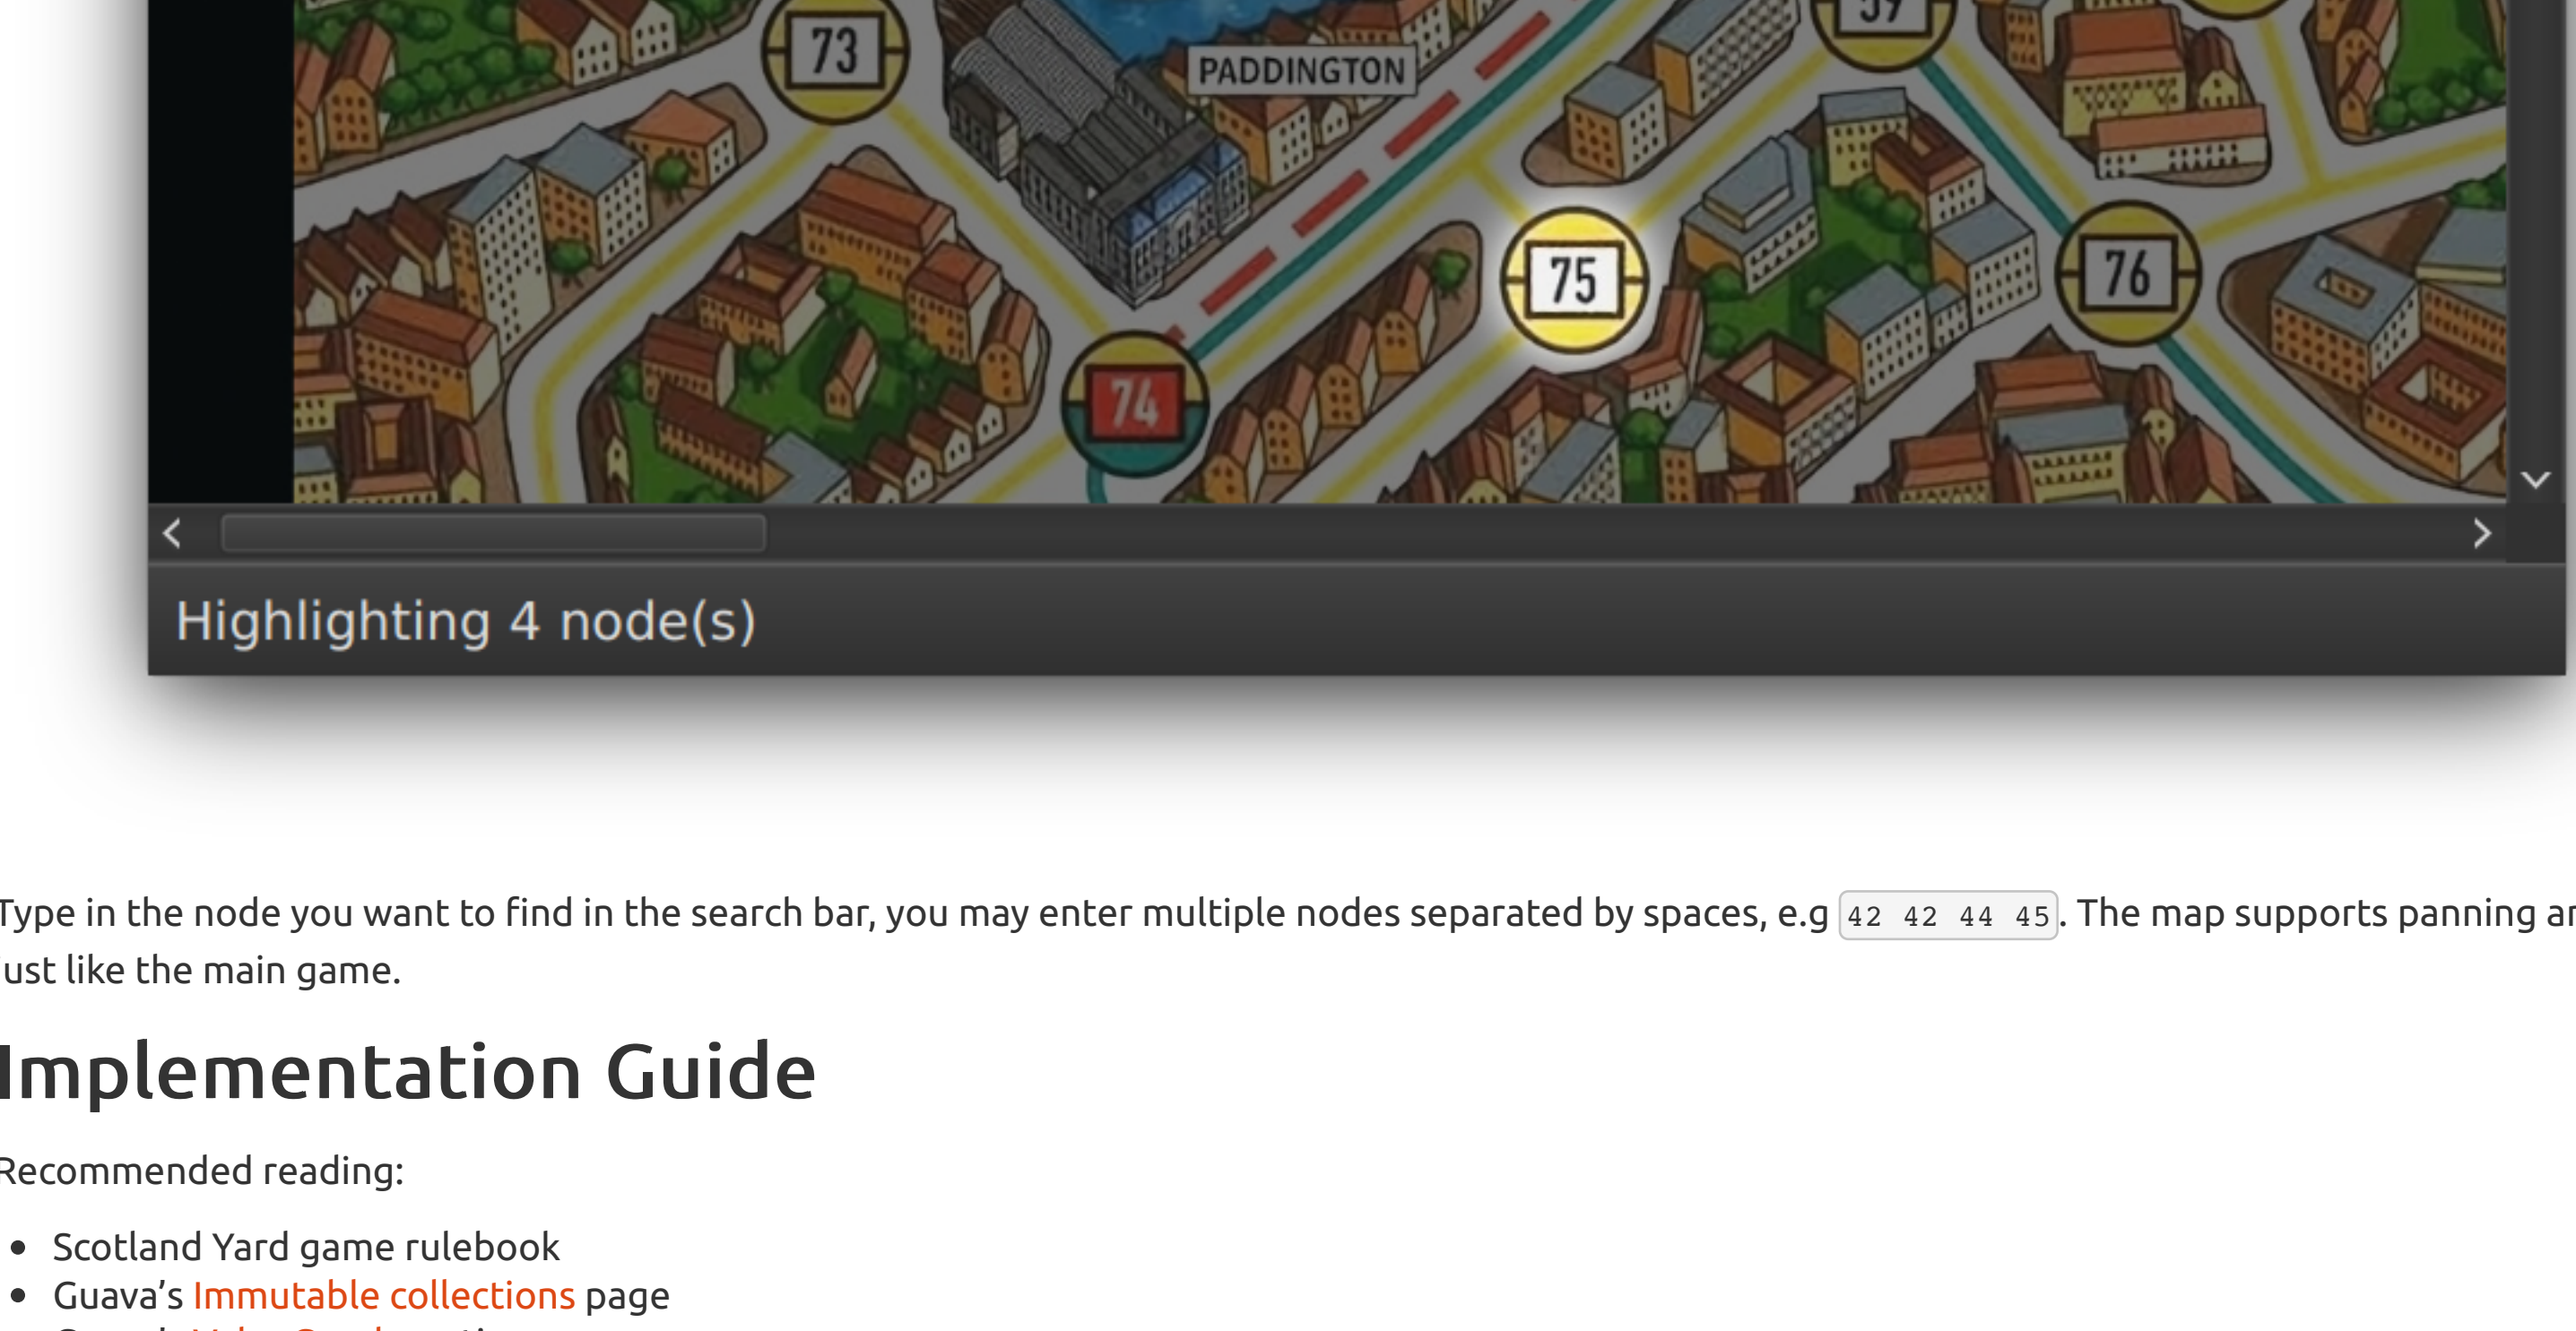 73
PADDINGTON
75
76
74
Highlighting 4 node(s)
Type in the node you want to find in the search bar, you may enter multiple nodes separated by spaces, e.g 42 42 44 45. The map supports panning
just like the main game.
Implementation Guide
Recommended reading:
Scotland Yard game rulebook
Guava’s Immutable collections page